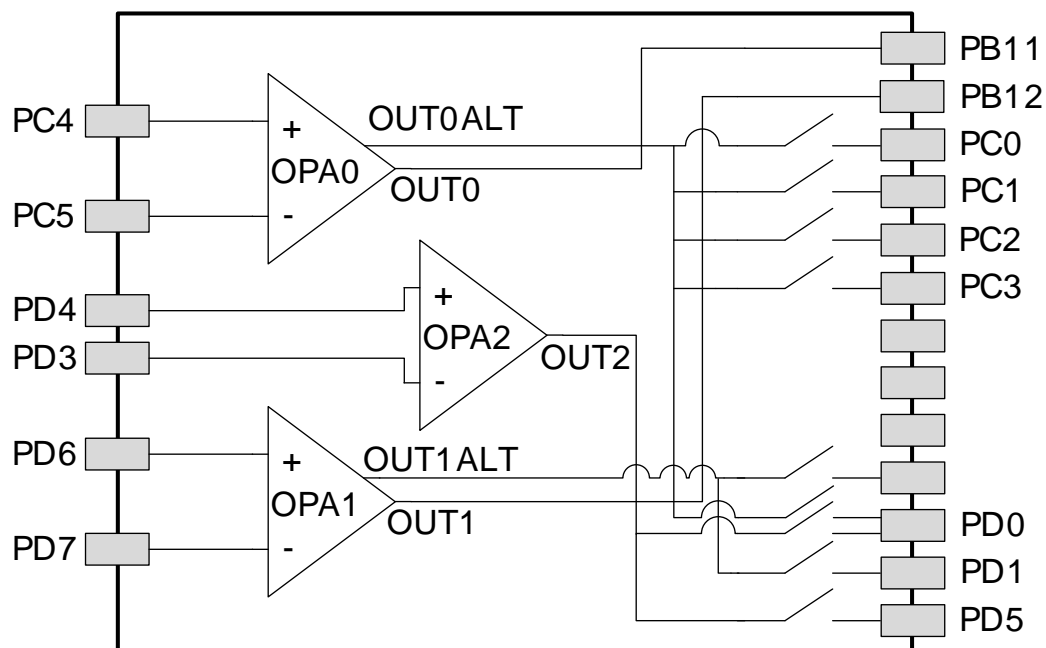 PB11
PB12
PC4
+
OUT0ALT
PC0
OPA0
OUT0
PC1
PC5
-
PC2
PC3
PD4
+
OPA2
PD3
OUT2
-
PD6
+
OUT1ALT
OPA1
OUT1
PD0
PD7
-
PD1
PD5